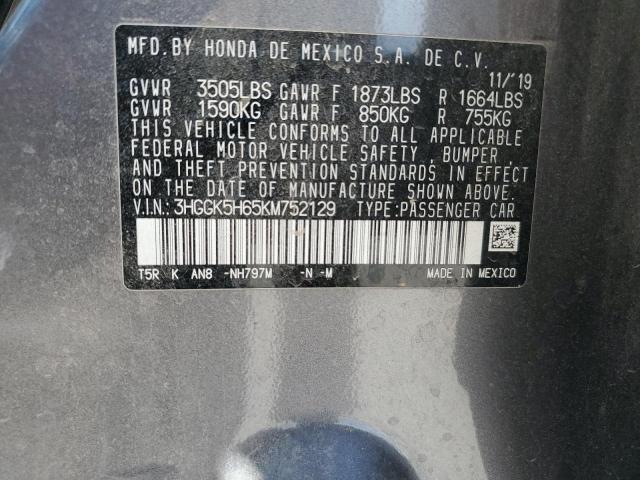 MFD. BY HONDA DE MEXICO S.A. DE C.V.
11/'19
GVWR 3505LBS GAWR F 1873LBS R 1664LBS
GVWR 1590KG GAWR F 850KG R 755KG
THIS VEHICLE CONFORMS TO ALL APPLICABLE
FEDERAL MOTOR VEHICLE SAFETY, BUMPER,
AND THEFT PREVENTION STANDARDS IN EFFECT
ON THE DATE OF MANUFACTURE SHOWN ABOVE.
V.I.N.: 3HGGK5H65KM752129 TYPE:PASSENGER CAR
T5R K AN8 -NH797M -N -M MADE IN MEXICO